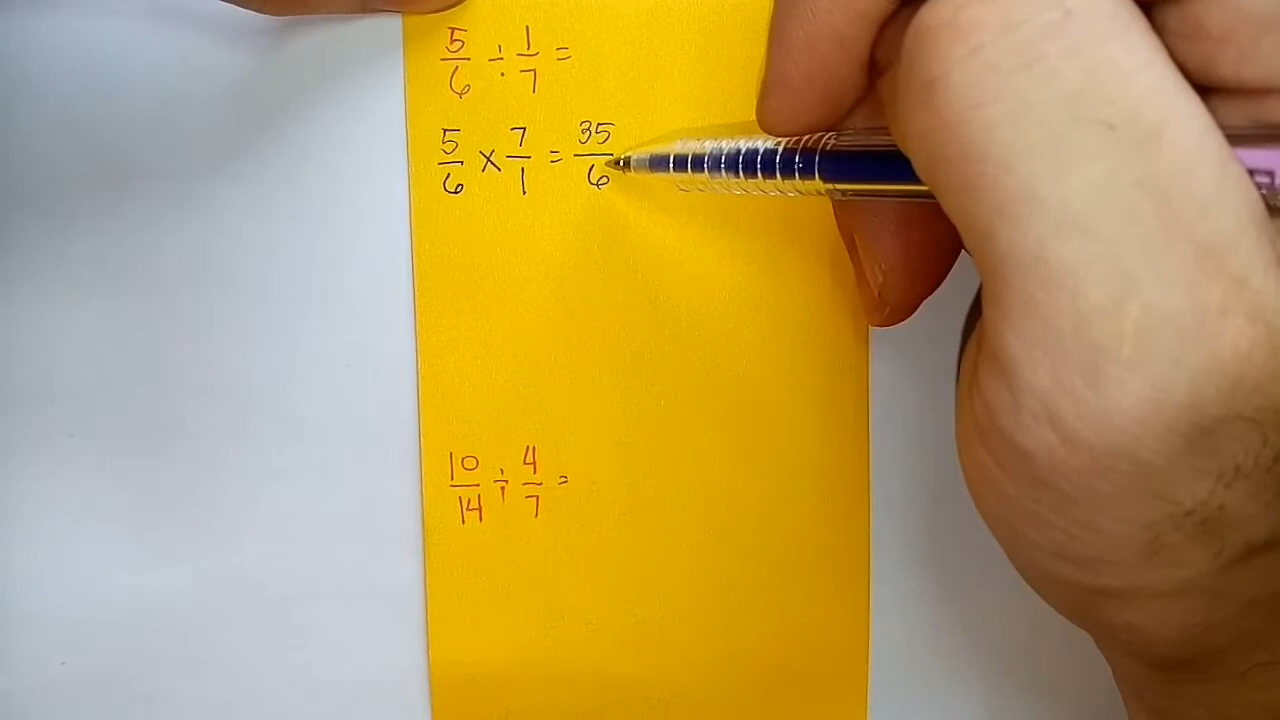 5/6 ÷ 1/7 =
5/6 × 7/1 = 35/6
10/14 ÷ 4/7 =